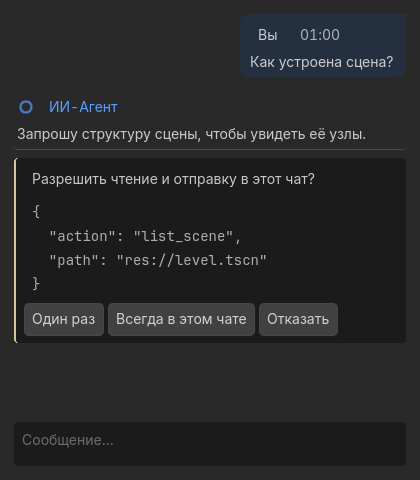 Вы 01:00
Как устроена сцена?
ИИ-Агент
Запрошу структуру сцены, чтобы увидеть её узлы.
Разрешить чтение и отправку в этот чат?
{
  "action": "list_scene",
  "path": "res://level.tscn"
}
Один раз Всегда в этом чате Отказать
Сообщение...